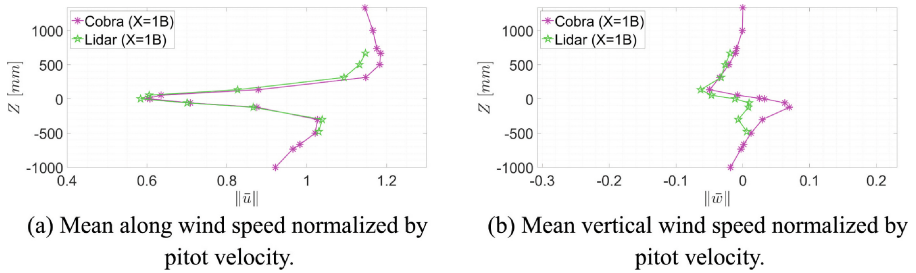 Cobra (X=1B)
Lidar (X=1B)
1000
500
0
-500
-1000
Z [mm]
0.4 0.6 0.8 1 1.2
‖ū‖
(a) Mean along wind speed normalized by
pitot velocity.
Cobra (X=1B)
Lidar (X=1B)
1000
500
0
-500
-1000
Z [mm]
-0.3 -0.2 -0.1 0 0.1 0.2
‖w̄‖
(b) Mean vertical wind speed normalized by
pitot velocity.